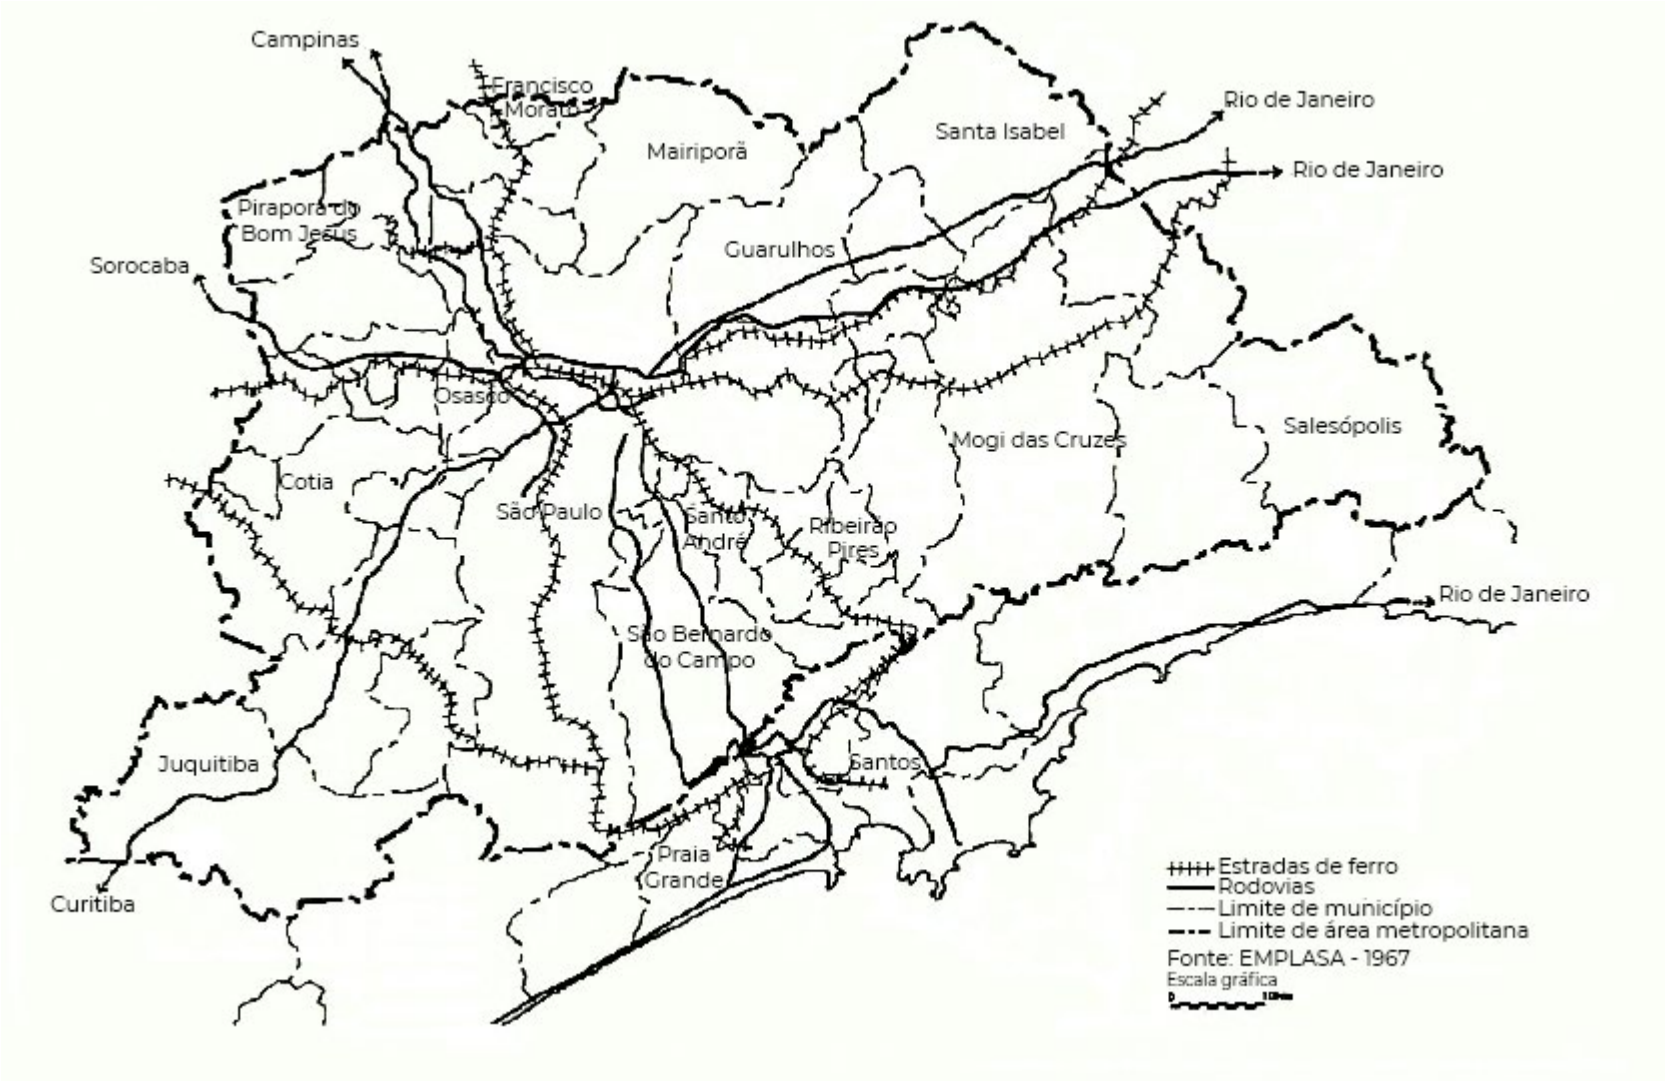 Campinas
Francisco
Morato
Rio de Janeiro
Santa Isabel
Mairiporã
Rio de Janeiro
Pirapora do
Bom Jesus
Guarulhos
Sorocaba
Osasco
Salesópolis
Mogi das Cruzes
Cotia
São Paulo
Santo
André
Ribeirão
Pires
Rio de Janeiro
São Bernardo
do Campo
Juquitiba
Santos
Praia
Grande
Curitiba
Estradas de ferro
Rodovias
Limite de município
Limite de área metropolitana
Fonte: EMPLASA - 1967
Escala gráfica
0